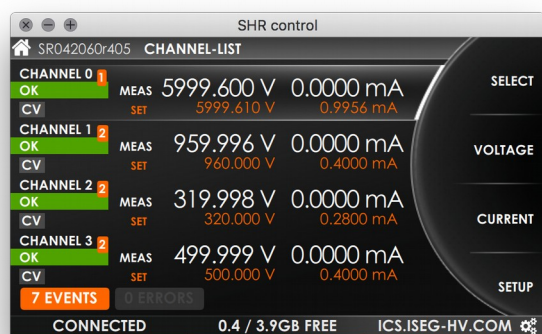 SHR control
SR042060r405 CHANNEL-LIST
CHANNEL 0 1
OK
CV
MEAS 5999.600 V 0.0000 mA
SET 5999.610 V 0.9956 mA
CHANNEL 1 2
OK
CV
MEAS 959.996 V 0.0000 mA
SET 960.000 V 0.4000 mA
CHANNEL 2 2
OK
CV
MEAS 319.998 V 0.0000 mA
SET 320.000 V 0.2800 mA
CHANNEL 3 2
OK
CV
MEAS 499.999 V 0.0000 mA
SET 500.000 V 0.4000 mA
SELECT
VOLTAGE
CURRENT
SETUP
7 EVENTS 0 ERRORS
CONNECTED 0.4 / 3.9GB FREE ICS.ISEG-HV.COM